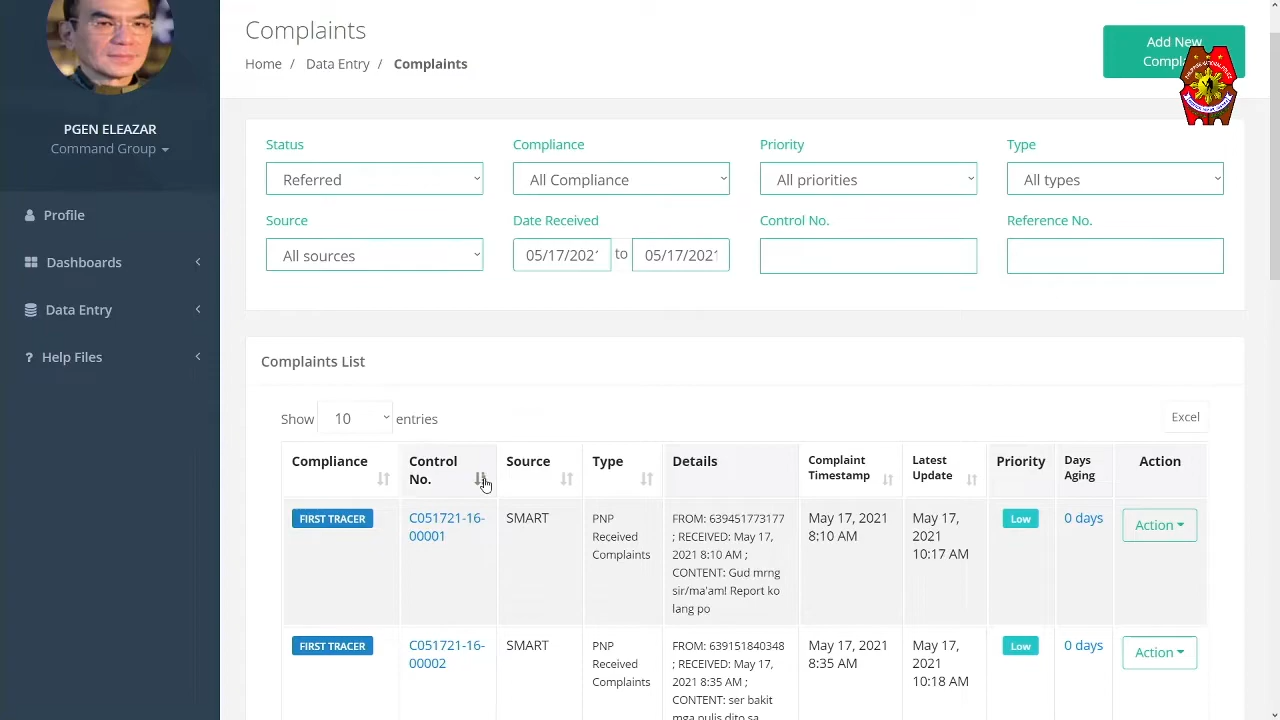 Complaints
Home / Data Entry / Complaints
Add New
PGEN ELEAZAR
Command Group
Profile
Dashboards
Data Entry
? Help Files
Status
Compliance
Priority
Type
Referred
All Compliance
All priorities
All types
Source
Date Received
Control No.
Reference No.
All sources
05/17/202
to
05/17/2021
Complaints List
Show 10 entries
Excel
Compliance
Control
No.
Source
Type
Details
Complaint
Timestamp
Latest
Update
Priority
Days
Aging
Action
FIRST TRACER
C051721-16-
00001
SMART
PNP
Received
Complaints
FROM: 639451773177
; RECEIVED: May 17,
2021 8:10 AM ;
CONTENT: Gud mrng
sir/ma'am! Report ko
lang po
May 17, 2021
8:10 AM
May 17,
2021
10:17 AM
Low
0 days
Action
FIRST TRACER
C051721-16-
00002
SMART
PNP
Received
Complaints
FROM: 639151840348
; RECEIVED: May 17,
2021 8:35 AM ;
CONTENT: ser bakit
mga pulis dito sa
May 17, 2021
8:35 AM
May 17,
2021
10:18 AM
Low
0 days
Action